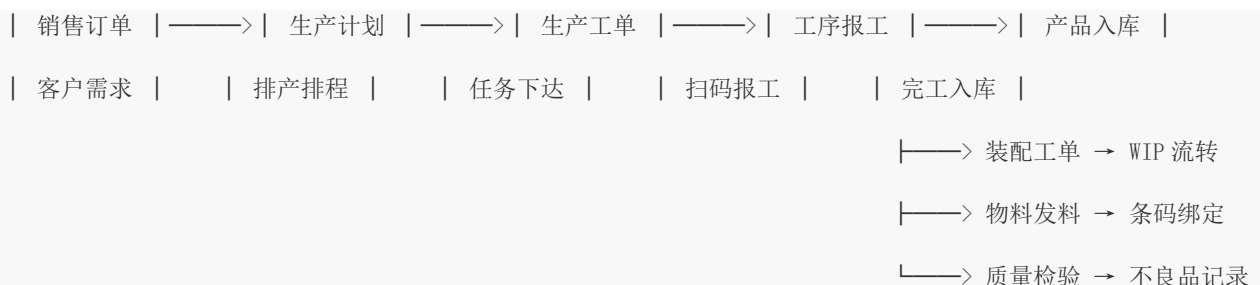 | 销售订单 |────>| 生产计划 |────>| 生产工单 |────>| 工序报工 |────>| 产品入库 |
| 客户需求 | | 排产排程 | | 任务下达 | | 扫码报工 | | 完工入库 |
├───> 装配工单 → WIP 流转
├───> 物料发料 → 条码绑定
└───> 质量检验 → 不良品记录